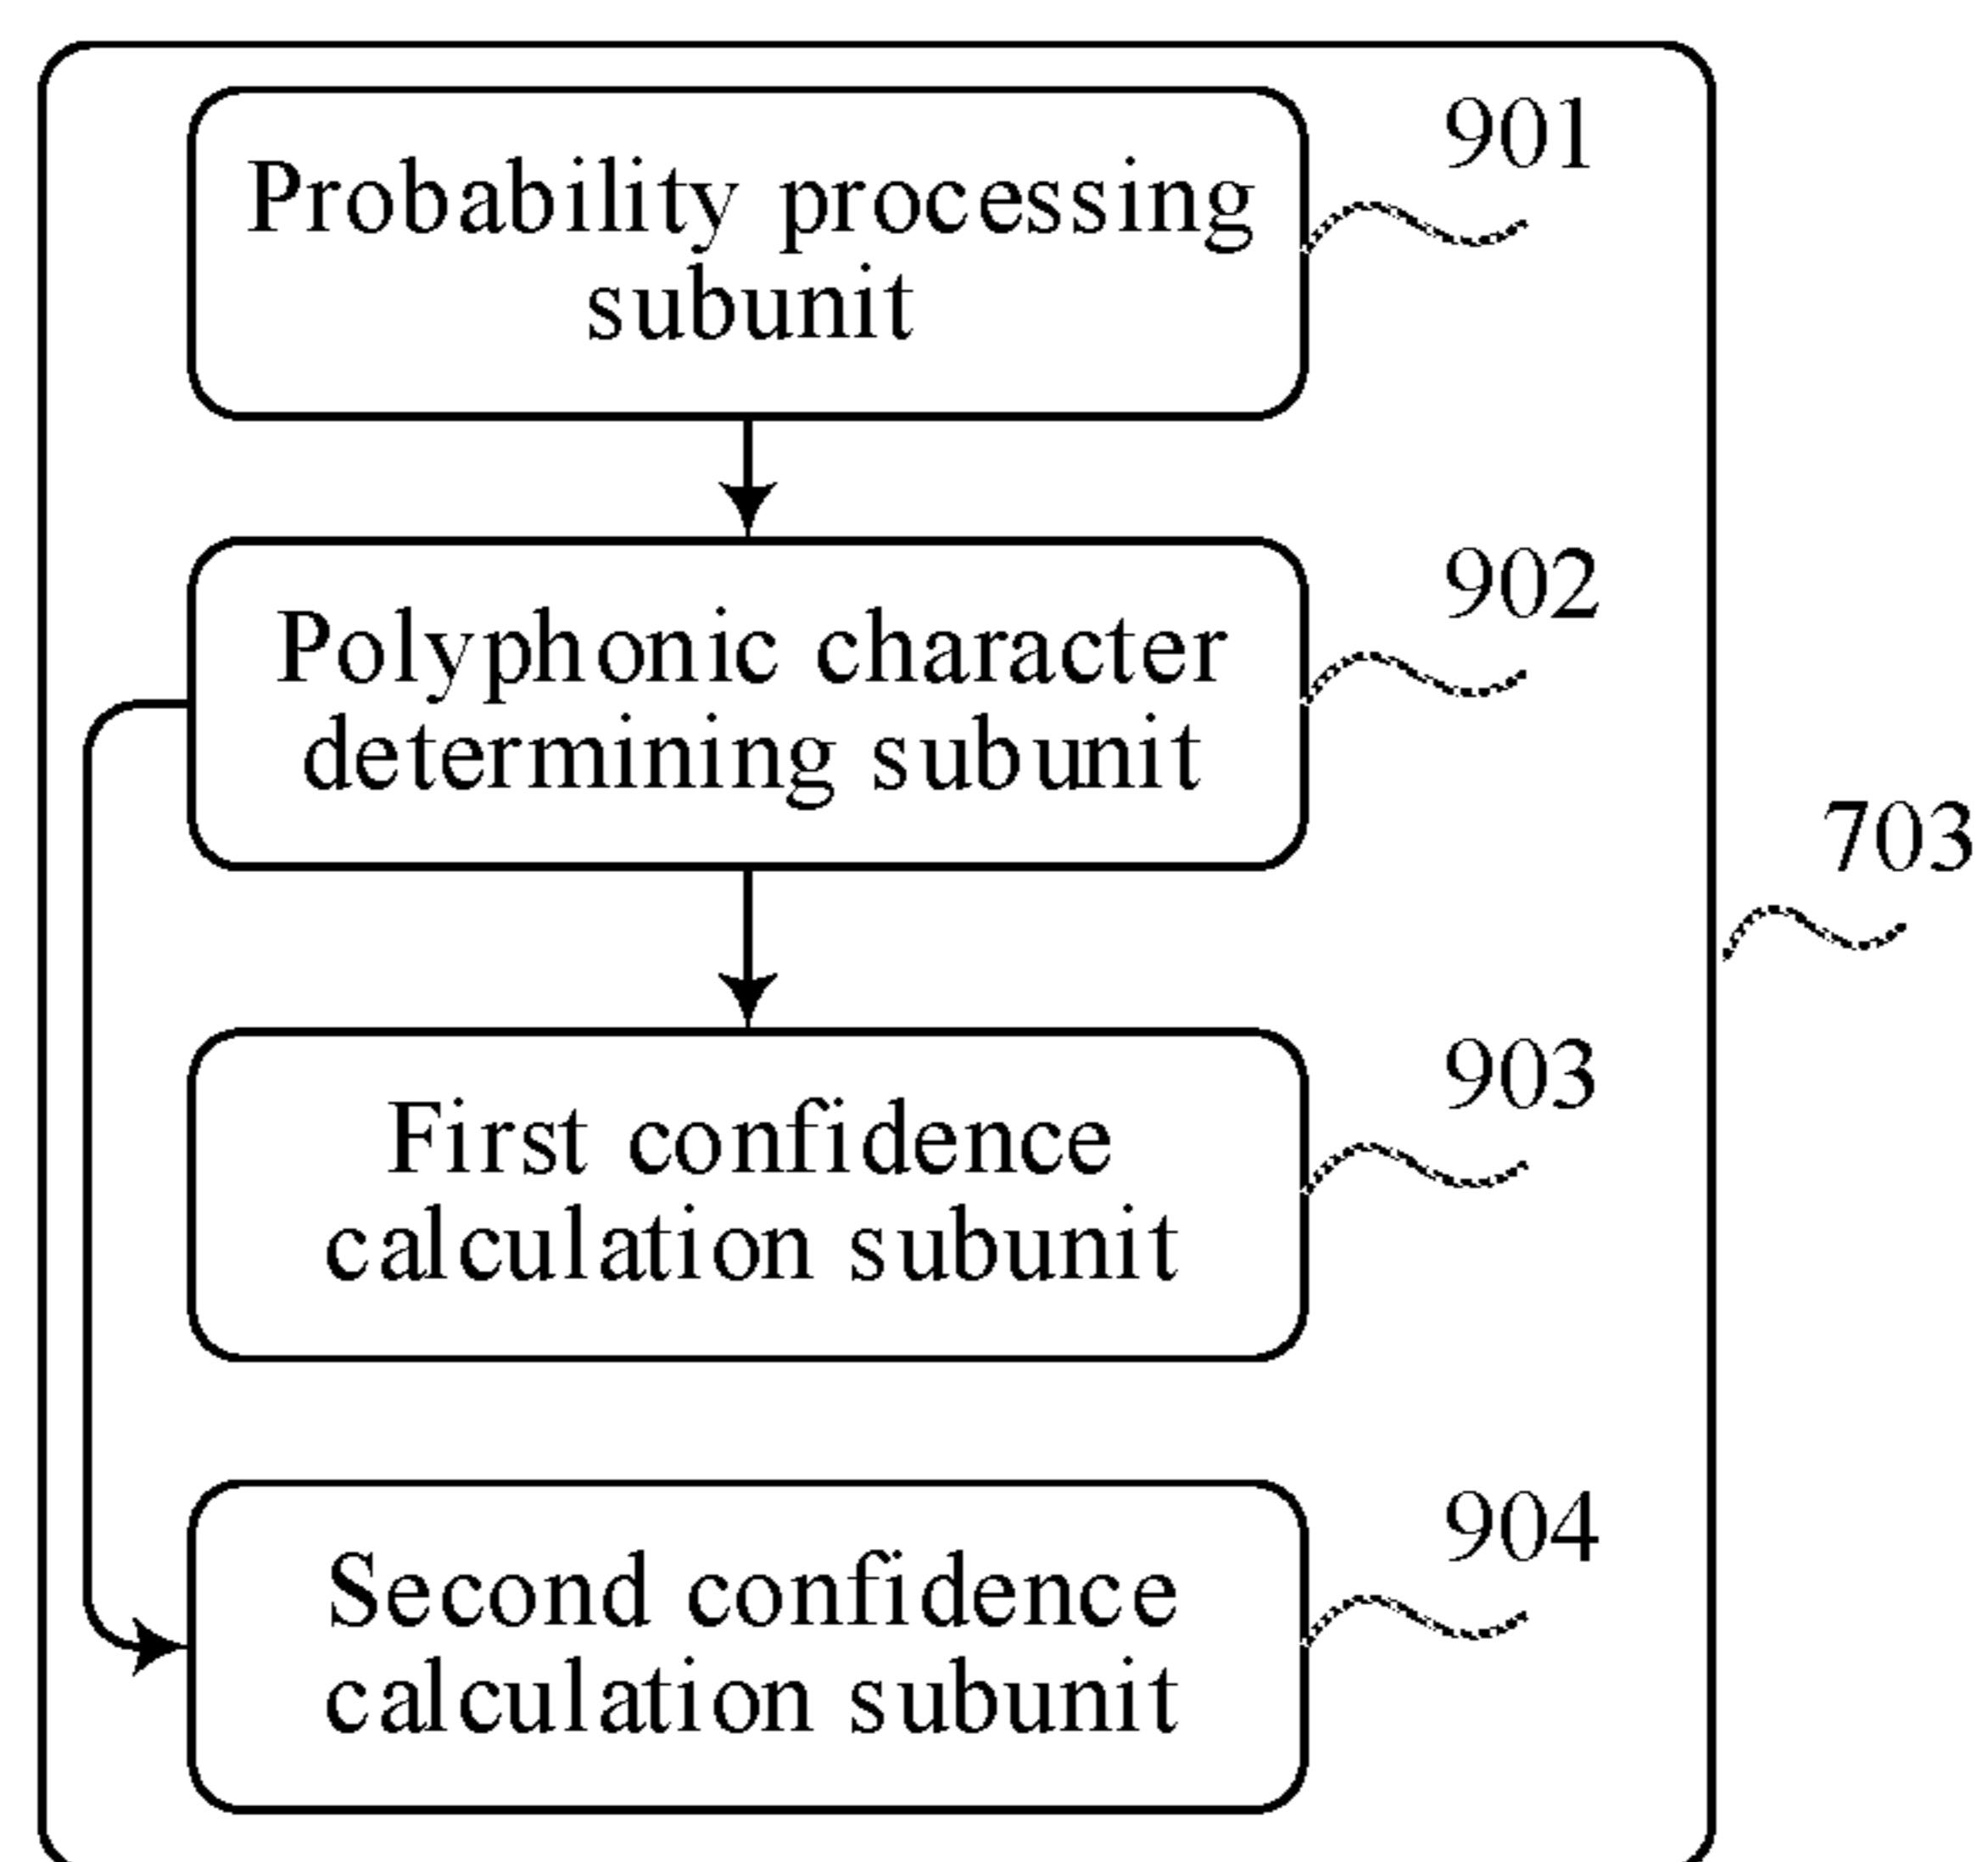 Probability processing
subunit
901
Polyphonic character
determining subunit
902
703
First confidence
calculation subunit
903
Second confidence
calculation subunit
904